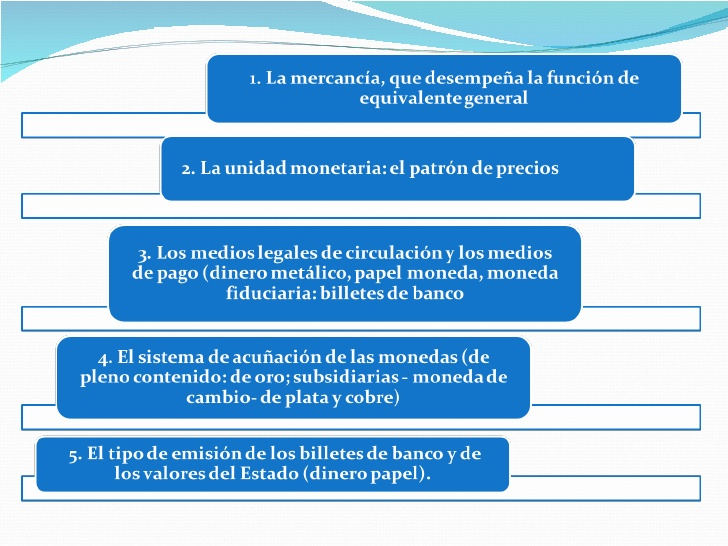 1. La mercancía, que desempeña la función de
equivalente general
2. La unidad monetaria: el patrón de precios
3. Los medios legales de circulación y los medios
de pago (dinero metálico, papel moneda, moneda
fiduciaria: billetes de banco
4. El sistema de acuñación de las monedas (de
pleno contenido: de oro; subsidiarias - moneda de
cambio- de plata y cobre)
5. El tipo de emisión de los billetes de banco y de
los valores del Estado (dinero papel).